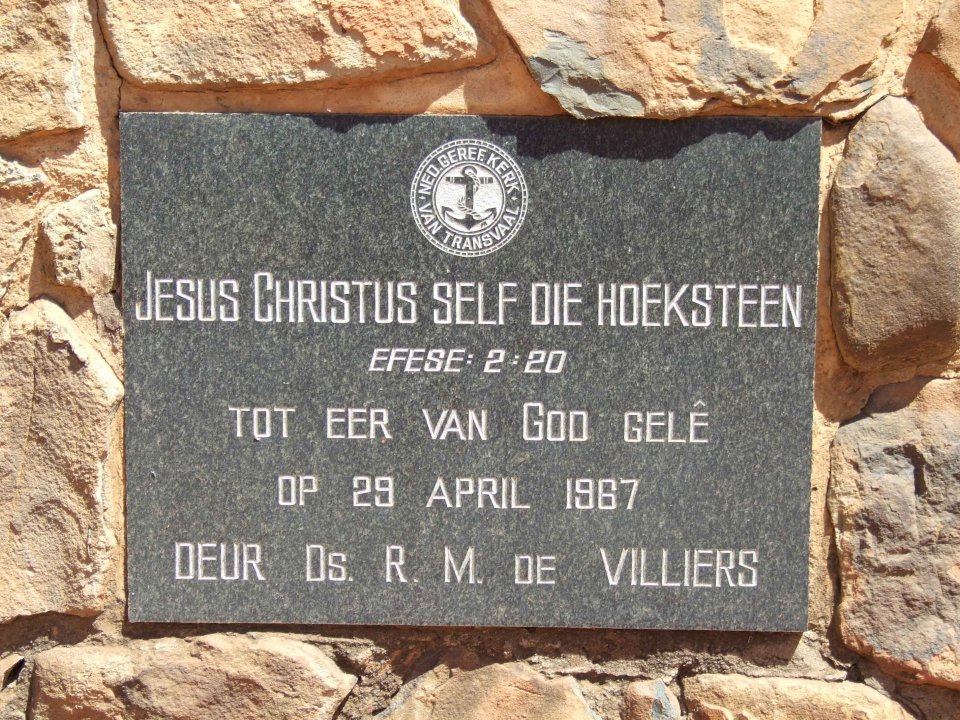 NED. GEREF. KERK
VAN TRANSVAAL
JESUS CHRISTUS SELF DIE HOEKSTEEN
EFESE: 2:20
TOT EER VAN GOD GELÊ
OP 29 APRIL 1967
DEUR DS. R. M. DE VILLIERS